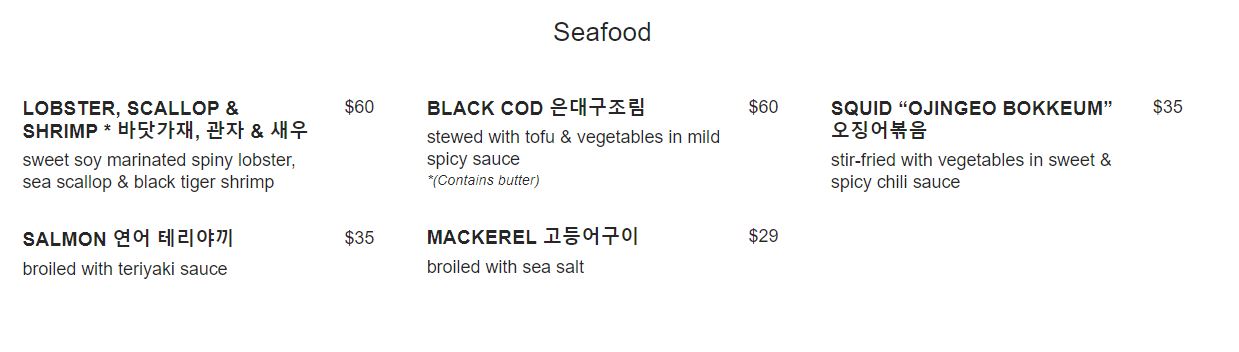 Seafood
LOBSTER, SCALLOP &
SHRIMP * 바닷가재, 관자 & 새우
$60
sweet soy marinated spiny lobster,
sea scallop & black tiger shrimp
BLACK COD 은대구조림
$60
stewed with tofu & vegetables in mild
spicy sauce
*(Contains butter)
SQUID “OJINGEO BOKKEUM”
오징어볶음
$35
stir-fried with vegetables in sweet &
spicy chili sauce
SALMON 연어 테리야끼
$35
broiled with teriyaki sauce
MACKEREL 고등어구이
$29
broiled with sea salt